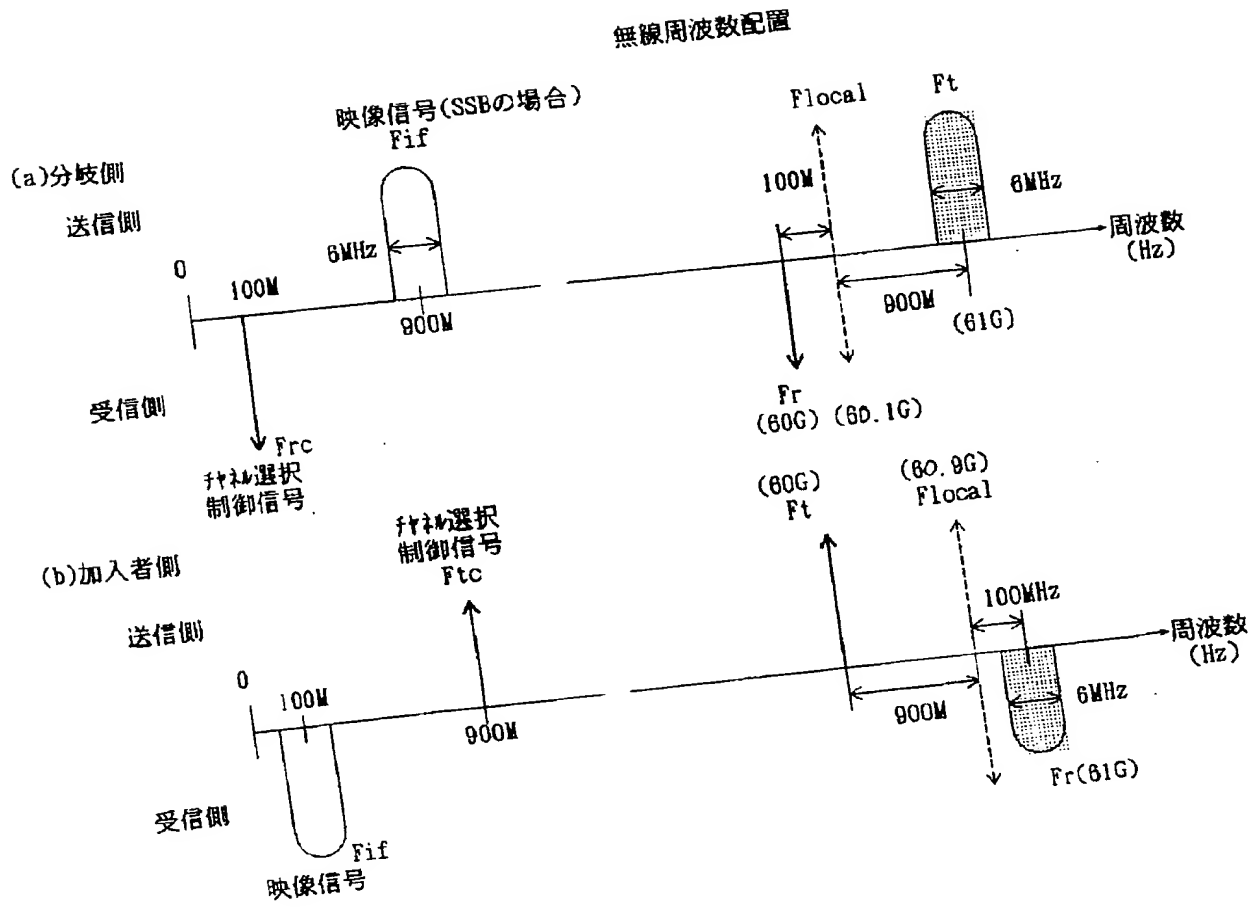 無線周波数配置
映像信号(SSBの場合)
Fif
Flocal
Ft
(a)分岐側
送信側
100M
6MHz
6MHz
周波数
(Hz)
0
100M
900M
900M
(61G)
受信側
Frc
チャネル選択
制御信号
Fr
(60G) (60.1G)
(60G)
Ft
(60.9G)
Flocal
チャネル選択
制御信号
Ftc
(b)加入者側
送信側
100MHz
周波数
(Hz)
0
100M
900M
900M
6MHz
受信側
Fif
映像信号
Fr(61G)